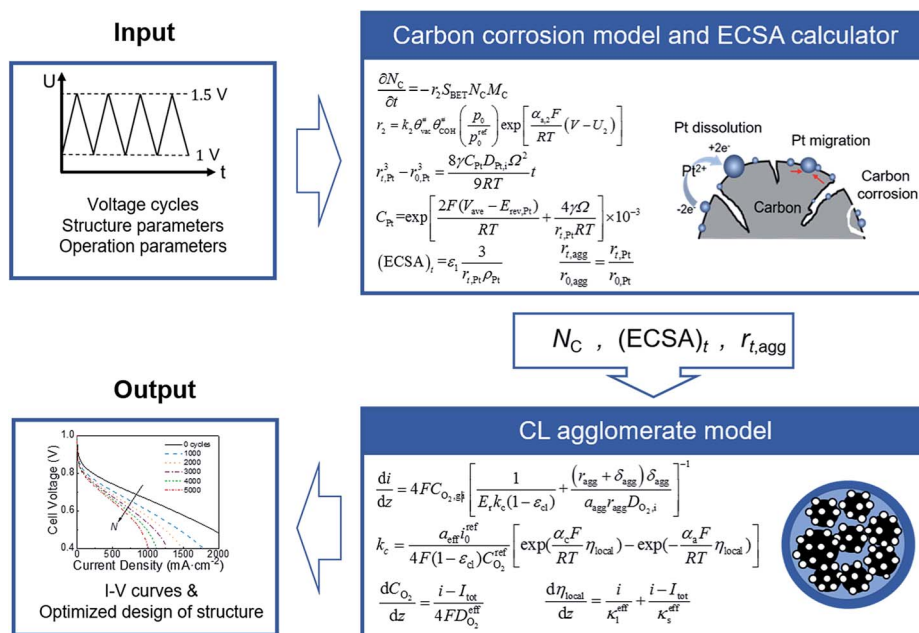 Input
U
1.5 V
1 V
t
Voltage cycles
Structure parameters
Operation parameters
Carbon corrosion model and ECSA calculator
∂N_C/∂t = −r_2 S_BET N_C M_C
r_2 = k_2 θ*_vac θ*_COH (p_0/p_0^ref) exp[α_a,2 F/RT (V − U_2)]
r_t,Pt^3 − r_0,Pt^3 = 8γC_Pt D_Pt,i Ω^2/9RT t
C_Pt = exp[2F(V_ave − E_rev,Pt)/RT + 4γΩ/r_t,Pt RT] × 10^−3
(ECSA)_t = ε_1 3/r_t,Pt ρ_Pt   r_t,agg/r_0,agg = r_t,Pt/r_0,Pt
Pt dissolution
+2e-
Pt migration
Pt2+
Carbon corrosion
-2e-
Carbon
N_C , (ECSA)_t , r_t,agg
Output
Cell Voltage (V)
1.0
0.8
0.6
0.4
0 cycles
1000
2000
3000
4000
5000
N
0 500 1000 1500 2000
Current Density (mA·cm-2)
I-V curves &
Optimized design of structure
CL agglomerate model
di/dz = 4FC_O2,g|i [1/E_r k_c (1 − ε_cl) + (r_agg + δ_agg) δ_agg/a_agg r_agg D_O2,i]^−1
k_c = a_eff i_0^ref/4F(1 − ε_cl)C_O2^ref [exp(α_c F/RT η_local) − exp(−α_a F/RT η_local)]
dC_O2/dz = i − I_tot/4FD_O2^eff   dη_local/dz = i/κ_l^eff + i − I_tot/κ_s^eff